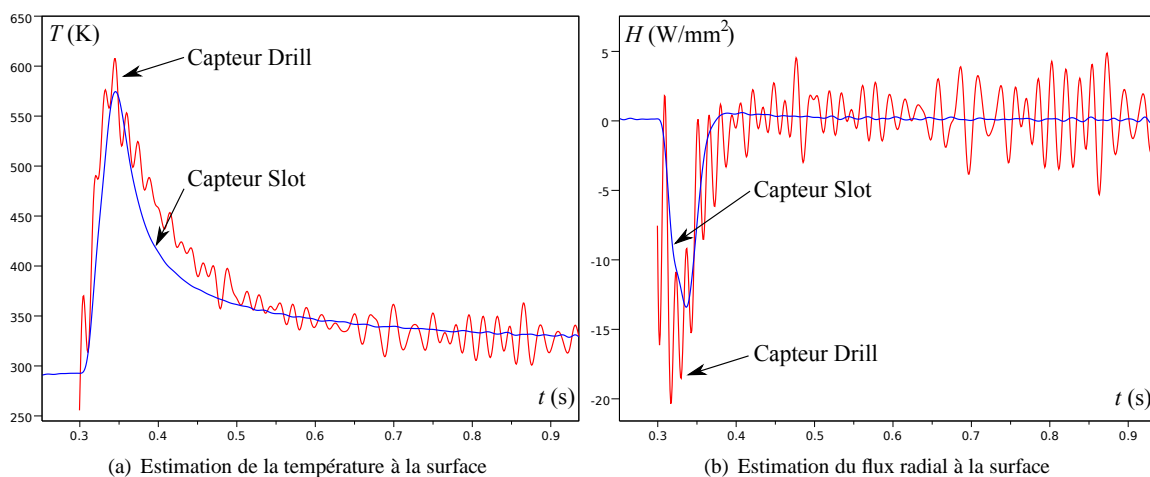 T (K)
650
600
550
500
450
400
350
300
250
Capteur Drill
Capteur Slot
t (s)
0.3 0.4 0.5 0.6 0.7 0.8 0.9
(a) Estimation de la température à la surface
H (W/mm²)
5
0
-5
-10
-15
-20
Capteur Slot
Capteur Drill
t (s)
0.3 0.4 0.5 0.6 0.7 0.8 0.9
(b) Estimation du flux radial à la surface